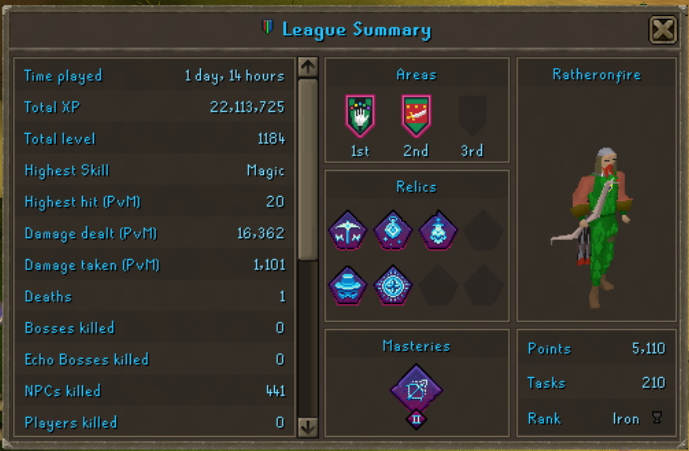 League Summary
Time played 1 day, 14 hours
Total XP 22,113,725
Total level 1184
Highest Skill Magic
Highest hit (PvM) 20
Damage dealt (PvM) 16,362
Damage taken (PvM) 1,101
Deaths 1
Bosses killed 0
Echo Bosses killed 0
NPCs killed 441
Players killed 0
Areas
1st 2nd 3rd
Relics
Masteries
II
Ratheronfire
Points 5,110
Tasks 210
Rank Iron